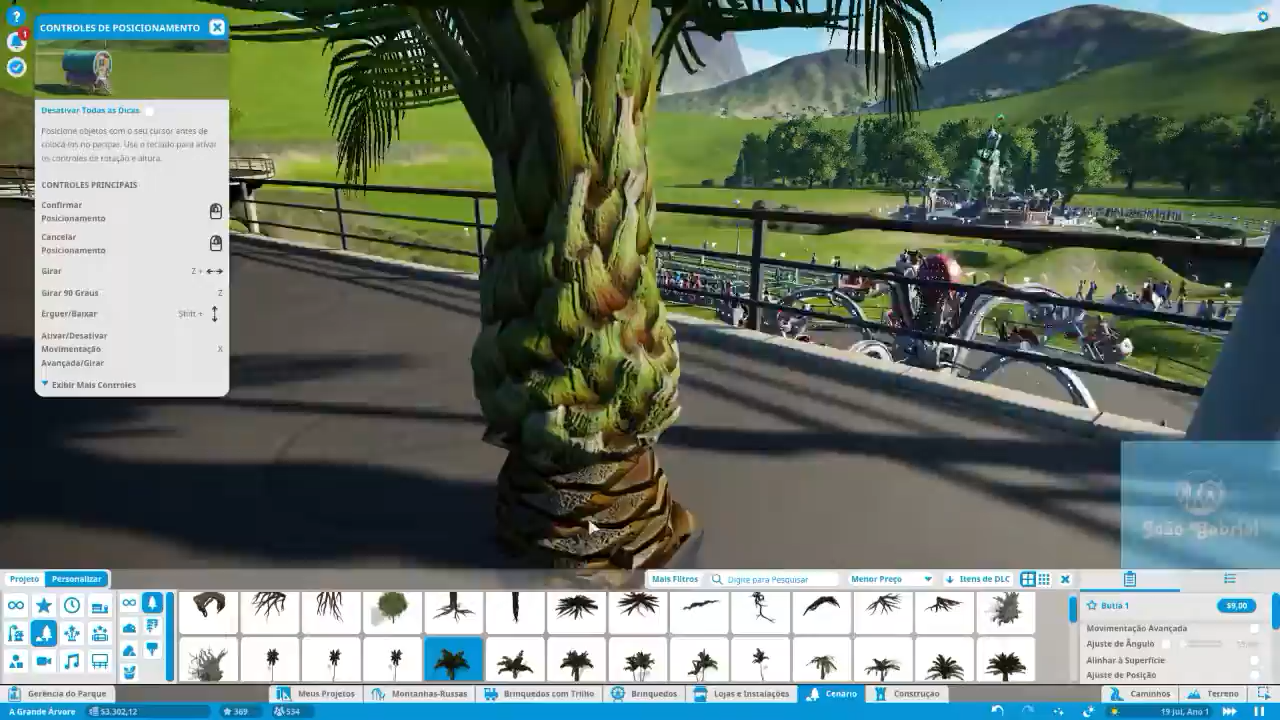 CONTROLES DE POSICIONAMENTO
1
Desativar Todas as Dicas
Posicione objetos com o seu cursor antes de
colocá-los no parque. Use o teclado para ativar
os controles de rotação e altura.
CONTROLES PRINCIPAIS
Confirmar
Posicionamento
Cancelar
Posicionamento
Girar Z +
Girar 90 Graus Z
Erguer/Baixar Shift +
Ativar/Desativar
Movimentação X
Avançada/Girar
Exibir Mais Controles
João Gabriel
Projeto Personalizar Mais Filtros Digite para Pesquisar Menor Preço Itens de DLC
Butia 1 $9,00
Movimentação Avançada
Ajuste de Ângulo
Alinhar à Superfície
Ajuste de Posição
Gerência do Parque Meus Projetos Montanhas-Russas Brinquedos com Trilho Brinquedos Lojas e Instalações Cenário Construção Caminhos Terreno
A Grande Árvore $3.302,12 369 534 19 Jul, Ano 1